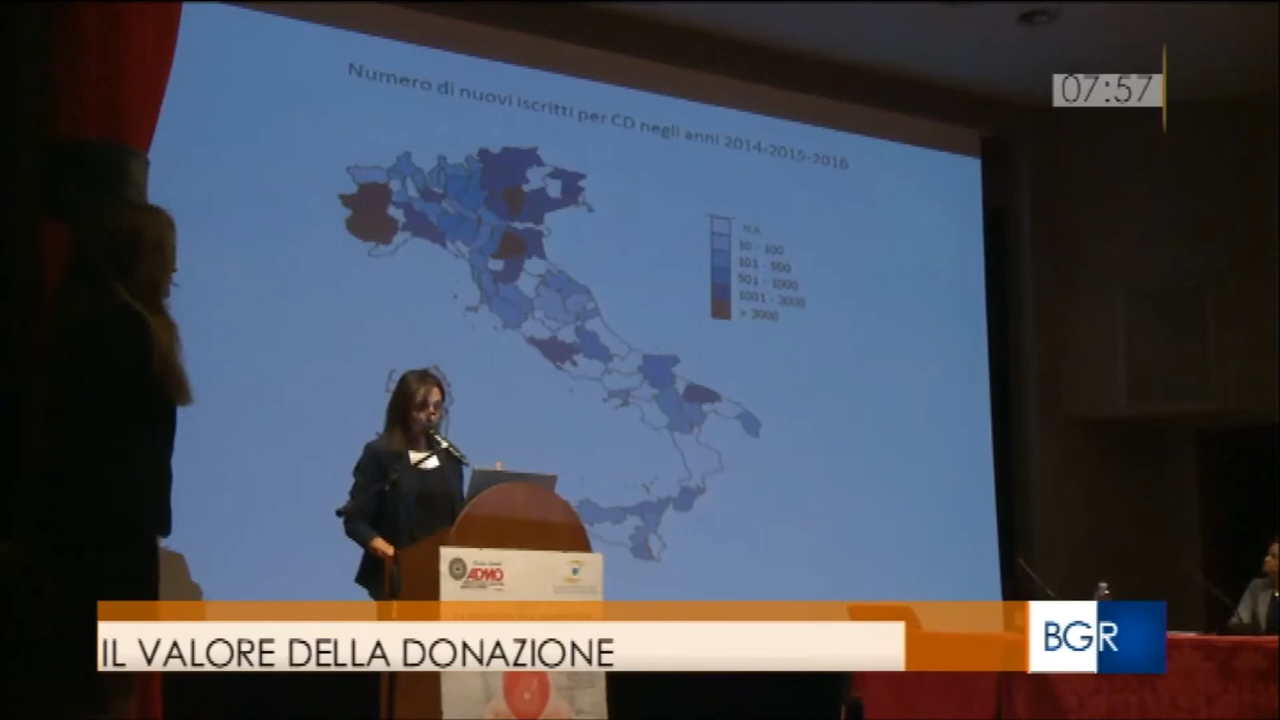 Numero di nuovi iscritti per CD negli anni 2014-2015-2016
07:57
10 - 100
101 - 500
501 - 1000
1001 - 3000
> 3000
ADMO
IL VALORE DELLA DONAZIONE
BGR